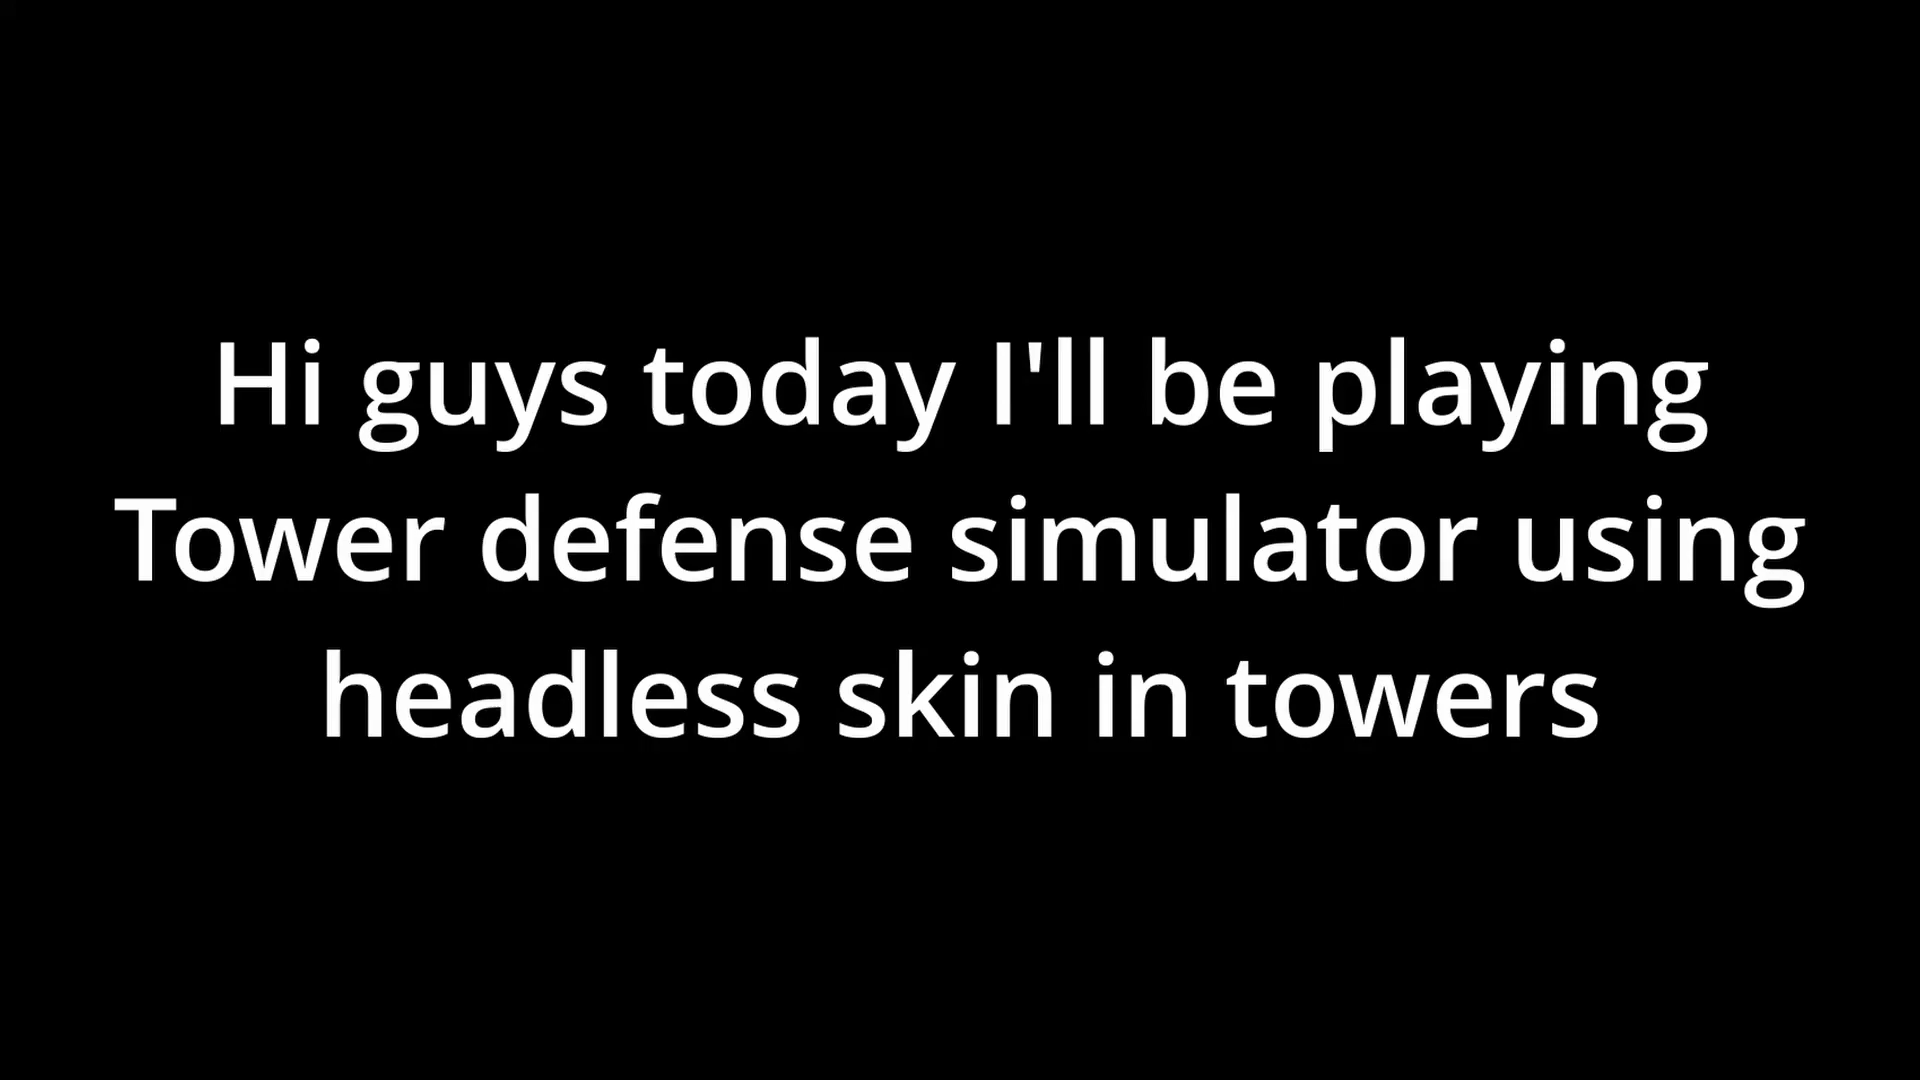 Hi guys today I'll be playing
Tower defense simulator using
headless skin in towers